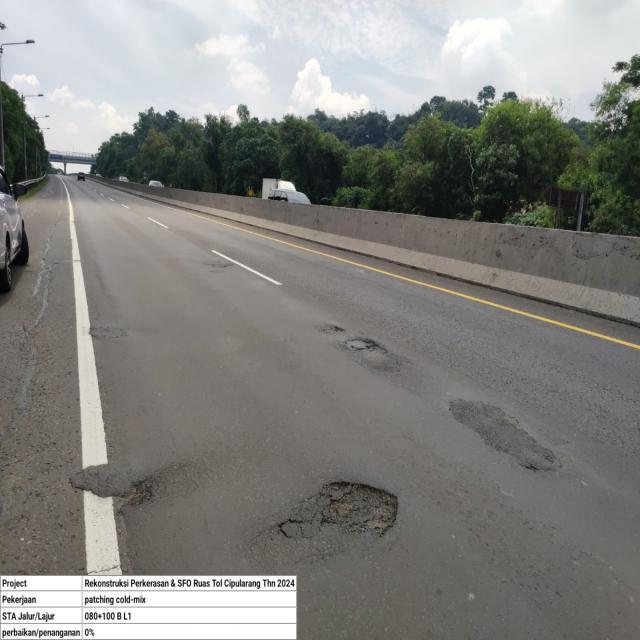 Project Rekonstruksi Perkerasan & SFO Ruas Tol Cipularang Thn 2024
Pekerjaan patching cold-mix
STA Jalur/Lajur 080+100 B L1
perbaikan/penanganan 0%